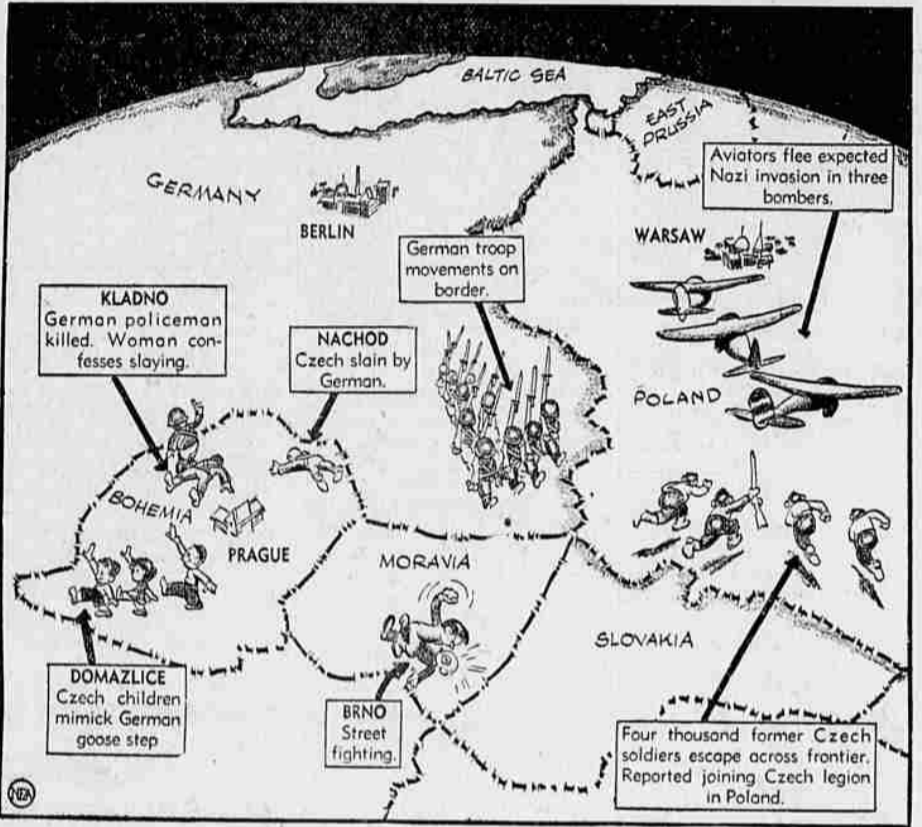 BALTIC SEA
EAST
PRUSSIA
GERMANY
BERLIN
Aviators flee expected
Nazi invasion in three
bombers.
WARSAW
German troop
movements on
border.
KLADNO
German policeman
killed. Woman con-
fesses slaying.
NACHOD
Czech slain by
German.
POLAND
BOHEMIA
PRAGUE
MORAVIA
SLOVAKIA
DOMAZLICE
Czech children
mimick German
goose step
BRNO
Street
fighting.
Four thousand former Czech
soldiers escape across frontier.
Reported joining Czech legion
in Poland.
NEA